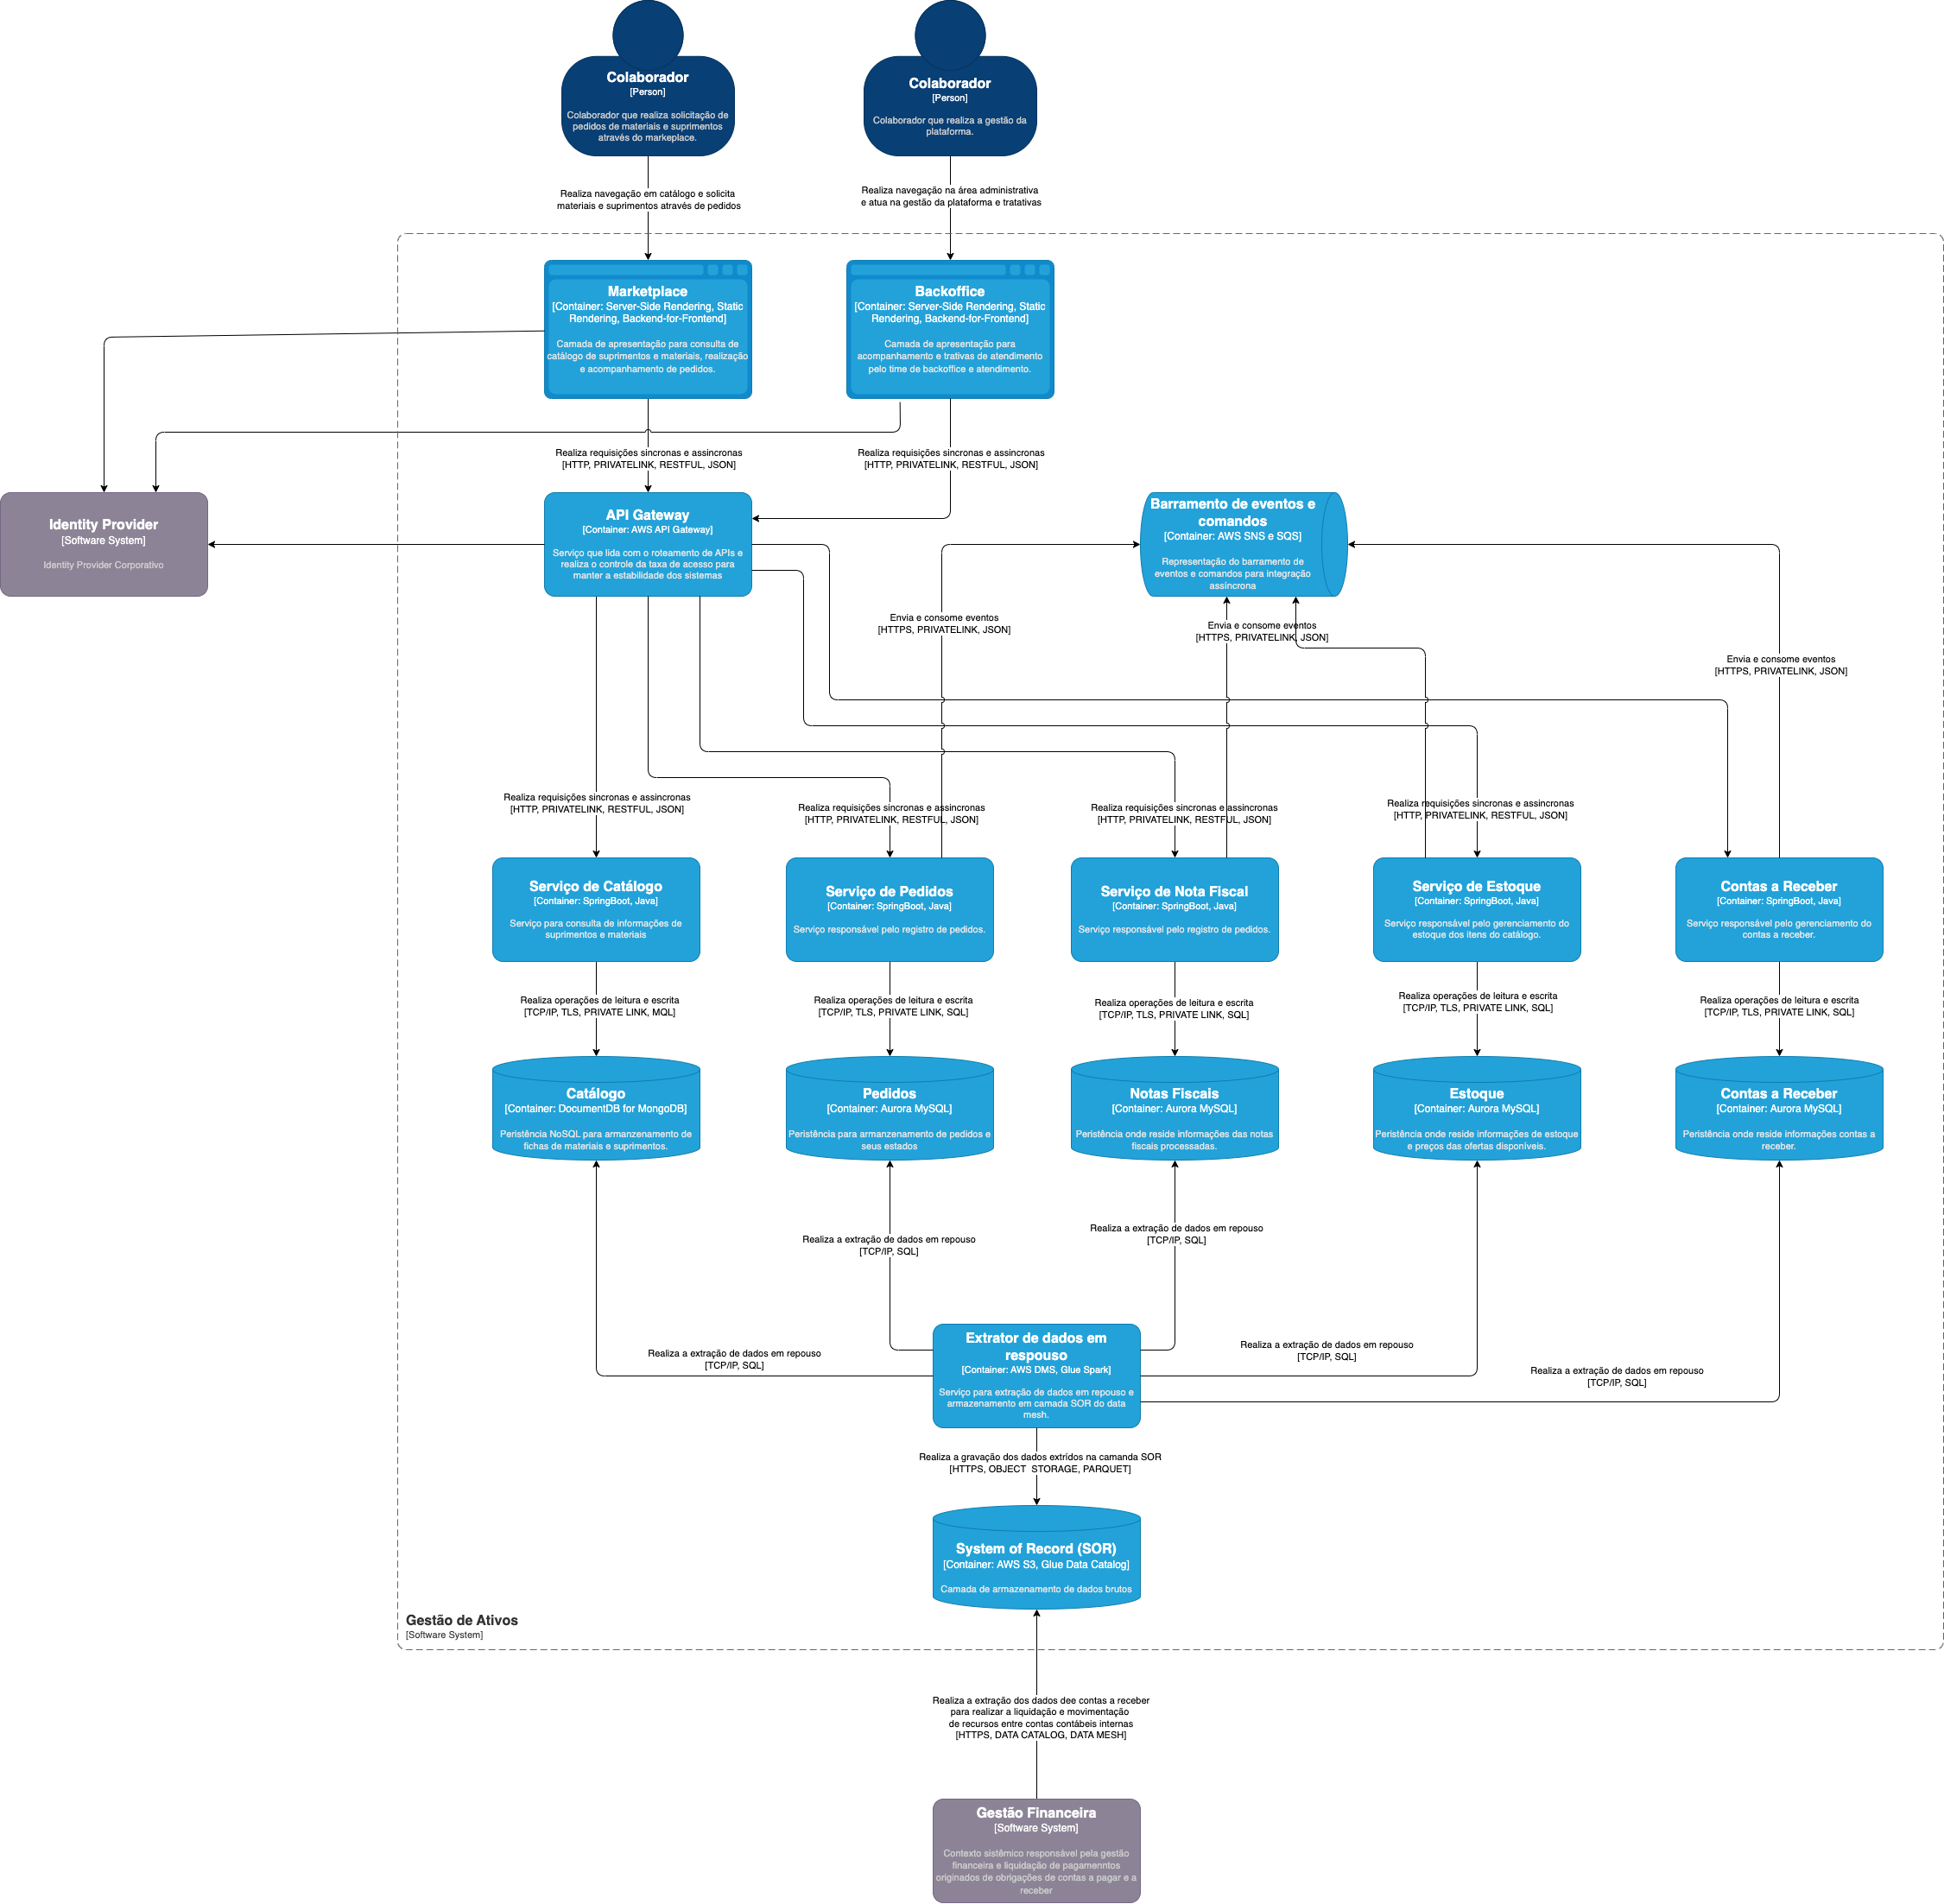 Colaborador
[Person]
Colaborador que realiza solicitação de
pedidos de materiais e suprimentos
através do markeplace.
Colaborador
[Person]
Colaborador que realiza a gestão da
plataforma.
Realiza navegação em catálogo e solicita
materiais e suprimentos através de pedidos
Realiza navegação na área administrativa
e atua na gestão da plataforma e tratativas
Marketplace
[Container: Server-Side Rendering, Static
Rendering, Backend-for-Frontend]
Camada de apresentação para consulta de
catálogo de suprimentos e materiais, realização
e acompanhamento de pedidos.
Backoffice
[Container: Server-Side Rendering, Static
Rendering, Backend-for-Frontend]
Camada de apresentação para
acompanhamento e trativas de atendimento
pelo time de backoffice e atendimento.
Realiza requisições sincronas e assincronas
[HTTP, PRIVATELINK, RESTFUL, JSON]
Realiza requisições sincronas e assincronas
[HTTP, PRIVATELINK, RESTFUL, JSON]
Identity Provider
[Software System]
Identity Provider Corporativo
API Gateway
[Container: AWS API Gateway]
Serviço que lida com o roteamento de APIs e
realiza o controle da taxa de acesso para
manter a estabilidade dos sistemas
Barramento de eventos e
comandos
[Container: AWS SNS e SQS]
Representação do barramento de
eventos e comandos para integração
assíncrona
Envia e consome eventos
[HTTPS, PRIVATELINK, JSON]
Envia e consome eventos
[HTTPS, PRIVATELINK, JSON]
Envia e consome eventos
[HTTPS, PRIVATELINK, JSON]
Realiza requisições sincronas e assincronas
[HTTP, PRIVATELINK, RESTFUL, JSON]
Realiza requisições sincronas e assincronas
[HTTP, PRIVATELINK, RESTFUL, JSON]
Realiza requisições sincronas e assincronas
[HTTP, PRIVATELINK, RESTFUL, JSON]
Realiza requisições sincronas e assincronas
[HTTP, PRIVATELINK, RESTFUL, JSON]
Serviço de Catálogo
[Container: SpringBoot, Java]
Serviço para consulta de informações de
suprimentos e materiais
Serviço de Pedidos
[Container: SpringBoot, Java]
Serviço responsável pelo registro de pedidos.
Serviço de Nota Fiscal
[Container: SpringBoot, Java]
Serviço responsável pelo registro de pedidos.
Serviço de Estoque
[Container: SpringBoot, Java]
Serviço responsável pelo gerenciamento do
estoque dos itens do catálogo.
Contas a Receber
[Container: SpringBoot, Java]
Serviço responsável pelo gerenciamento do
contas a receber.
Realiza operações de leitura e escrita
[TCP/IP, TLS, PRIVATE LINK, MQL]
Realiza operações de leitura e escrita
[TCP/IP, TLS, PRIVATE LINK, SQL]
Realiza operações de leitura e escrita
[TCP/IP, TLS, PRIVATE LINK, SQL]
Realiza operações de leitura e escrita
[TCP/IP, TLS, PRIVATE LINK, SQL]
Realiza operações de leitura e escrita
[TCP/IP, TLS, PRIVATE LINK, SQL]
Catálogo
[Container: DocumentDB for MongoDB]
Peristência NoSQL para armanzenamento de
fichas de materiais e suprimentos.
Pedidos
[Container: Aurora MySQL]
Peristência para armanzenamento de pedidos e
seus estados
Notas Fiscais
[Container: Aurora MySQL]
Peristência onde reside informações das notas
fiscais processadas.
Estoque
[Container: Aurora MySQL]
Peristência onde reside informações de estoque
e preços das ofertas disponíveis.
Contas a Receber
[Container: Aurora MySQL]
Peristência onde reside informações contas a
receber.
Realiza a extração de dados em repouso
[TCP/IP, SQL]
Realiza a extração de dados em repouso
[TCP/IP, SQL]
Realiza a extração de dados em repouso
[TCP/IP, SQL]
Realiza a extração de dados em repouso
[TCP/IP, SQL]
Realiza a extração de dados em repouso
[TCP/IP, SQL]
Extrator de dados em
respouso
[Container: AWS DMS, Glue Spark]
Serviço para extração de dados em repouso e
armazenamento em camada SOR do data
mesh.
Realiza a gravação dos dados extridos na camanda SOR
[HTTPS, OBJECT STORAGE, PARQUET]
System of Record (SOR)
[Container: AWS S3, Glue Data Catalog]
Camada de armazenamento de dados brutos
Gestão de Ativos
[Software System]
Realiza a extração dos dados dee contas a receber
para realizar a liquidação e movimentação
de recursos entre contas contábeis internas
[HTTPS, DATA CATALOG, DATA MESH]
Gestão Financeira
[Software System]
Contexto sistêmico responsável pela gestão
financeira e liquidação de pagamenntos
originados de obrigações de contas a pagar e a
receber